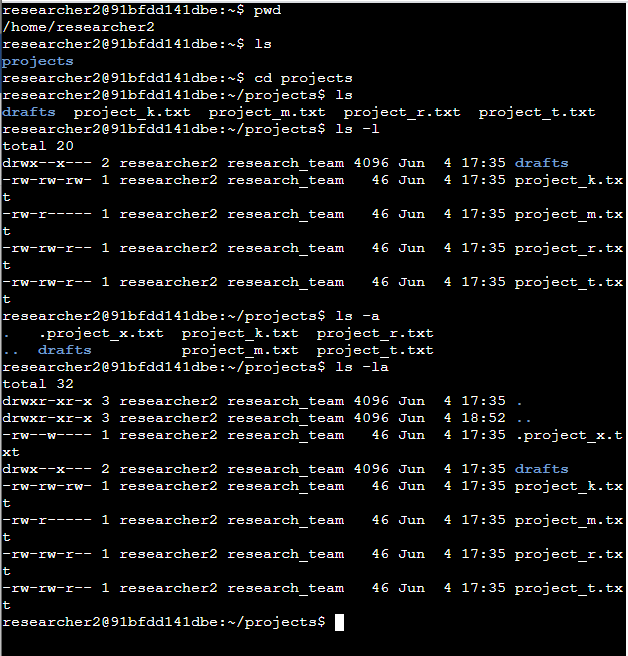 researcher2@91bfdd141dbe:~$ pwd
/home/researcher2
researcher2@91bfdd141dbe:~$ ls
projects
researcher2@91bfdd141dbe:~$ cd projects
researcher2@91bfdd141dbe:~/projects$ ls
drafts  project_k.txt  project_m.txt  project_r.txt  project_t.txt
researcher2@91bfdd141dbe:~/projects$ ls -l
total 20
drwx--x--- 2 researcher2 research_team 4096 Jun  4 17:35 drafts
-rw-rw-rw- 1 researcher2 research_team   46 Jun  4 17:35 project_k.tx
t
-rw-r----- 1 researcher2 research_team   46 Jun  4 17:35 project_m.tx
t
-rw-rw-r-- 1 researcher2 research_team   46 Jun  4 17:35 project_r.tx
t
-rw-rw-r-- 1 researcher2 research_team   46 Jun  4 17:35 project_t.tx
t
researcher2@91bfdd141dbe:~/projects$ ls -a
.   .project_x.txt  project_k.txt  project_r.txt
..  drafts          project_m.txt  project_t.txt
researcher2@91bfdd141dbe:~/projects$ ls -la
total 32
drwxr-xr-x 3 researcher2 research_team 4096 Jun  4 17:35 .
drwxr-xr-x 3 researcher2 research_team 4096 Jun  4 18:52 ..
-rw--w---- 1 researcher2 research_team   46 Jun  4 17:35 .project_x.t
xt
drwx--x--- 2 researcher2 research_team 4096 Jun  4 17:35 drafts
-rw-rw-rw- 1 researcher2 research_team   46 Jun  4 17:35 project_k.tx
t
-rw-r----- 1 researcher2 research_team   46 Jun  4 17:35 project_m.tx
t
-rw-rw-r-- 1 researcher2 research_team   46 Jun  4 17:35 project_r.tx
t
-rw-rw-r-- 1 researcher2 research_team   46 Jun  4 17:35 project_t.tx
t
researcher2@91bfdd141dbe:~/projects$